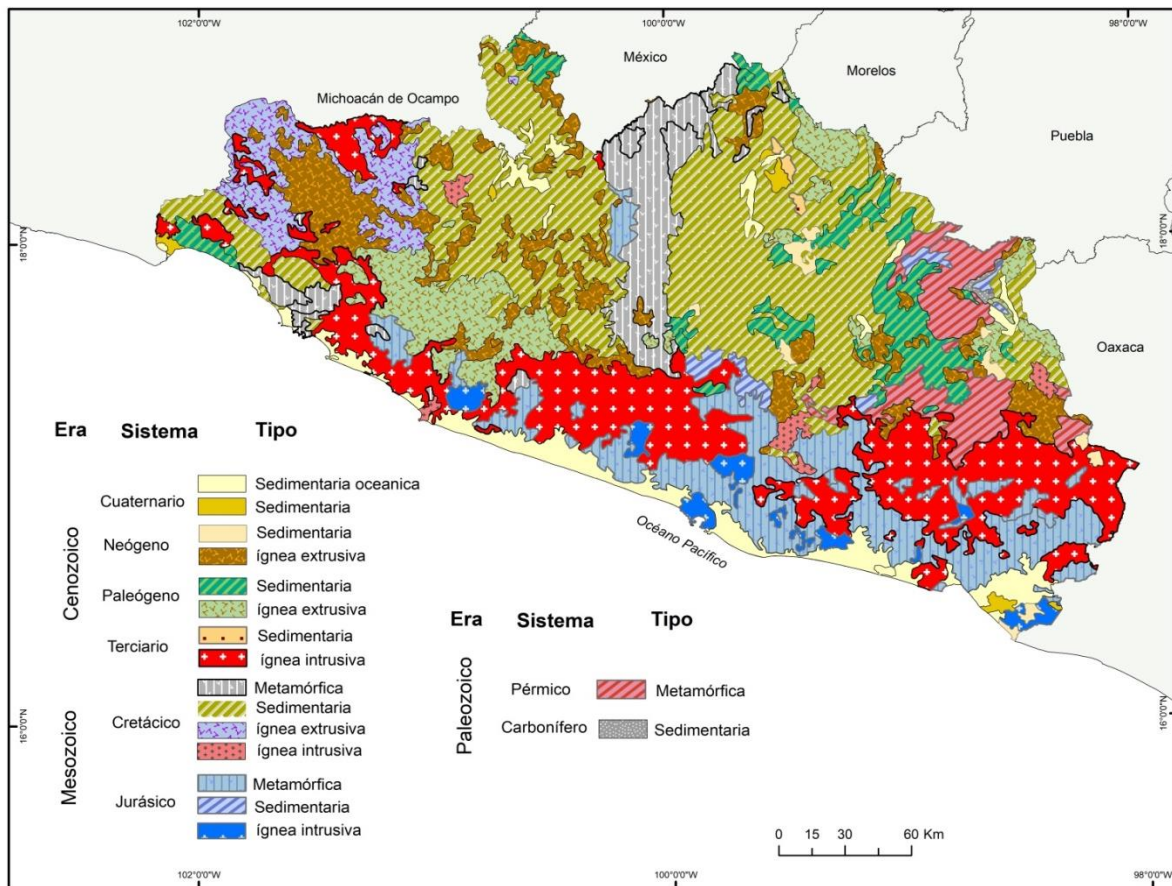 102°0'0"W
100°0'0"W
98°0'0"W
México
Morelos
Michoacán de Ocampo
Puebla
18°0'0"N
18°0'0"N
Oaxaca
Océano Pacífico
Era Sistema Tipo
Cenozoico
Cuaternario
Sedimentaria oceanica
Sedimentaria
Neógeno
Sedimentaria
ígnea extrusiva
Paleógeno
Sedimentaria
ígnea extrusiva
Terciario
Sedimentaria
ígnea intrusiva
Mesozoico
Cretácico
Metamórfica
Sedimentaria
ígnea extrusiva
ígnea intrusiva
Jurásico
Metamórfica
Sedimentaria
ígnea intrusiva
Era Sistema Tipo
Paleozoico
Pérmico
Metamórfica
Carbonífero
Sedimentaria
16°0'0"N
16°0'0"N
0 15 30 60 Km
102°0'0"W
100°0'0"W
98°0'0"W